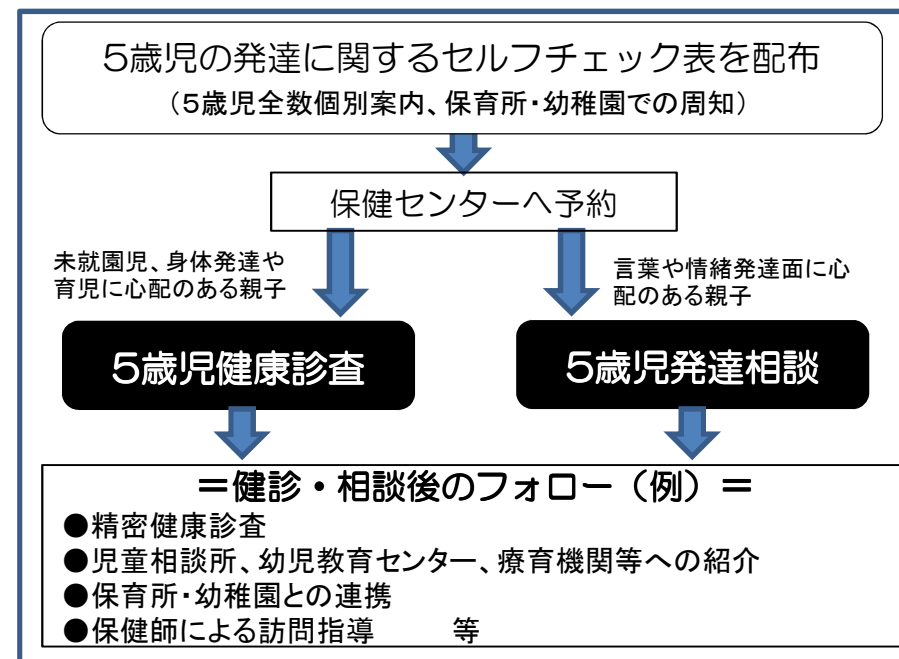 5歳児の発達に関するセルフチェック表を配布
（5歳児全数個別案内、保育所・幼稚園での周知）
保健センターへ予約
未就園児、身体発達や
育児に心配のある親子
言葉や情緒発達面に心
配のある親子
5歳児健康診査
5歳児発達相談
＝健診・相談後のフォロー（例）＝
●精密健康診査
●児童相談所、幼児教育センター、療育機関等への紹介
●保育所・幼稚園との連携
●保健師による訪問指導　　　等